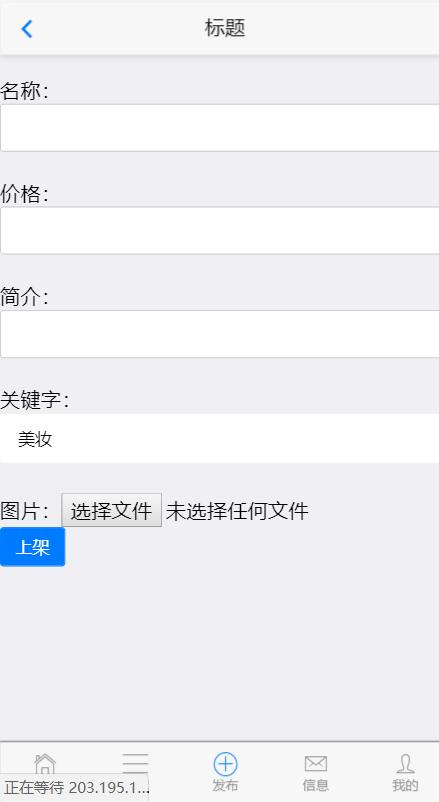 标题
名称：
价格：
简介：
关键字：
美妆
图片： 选择文件 未选择任何文件
上架
发布 信息 我的
正在等待 203.195.1...